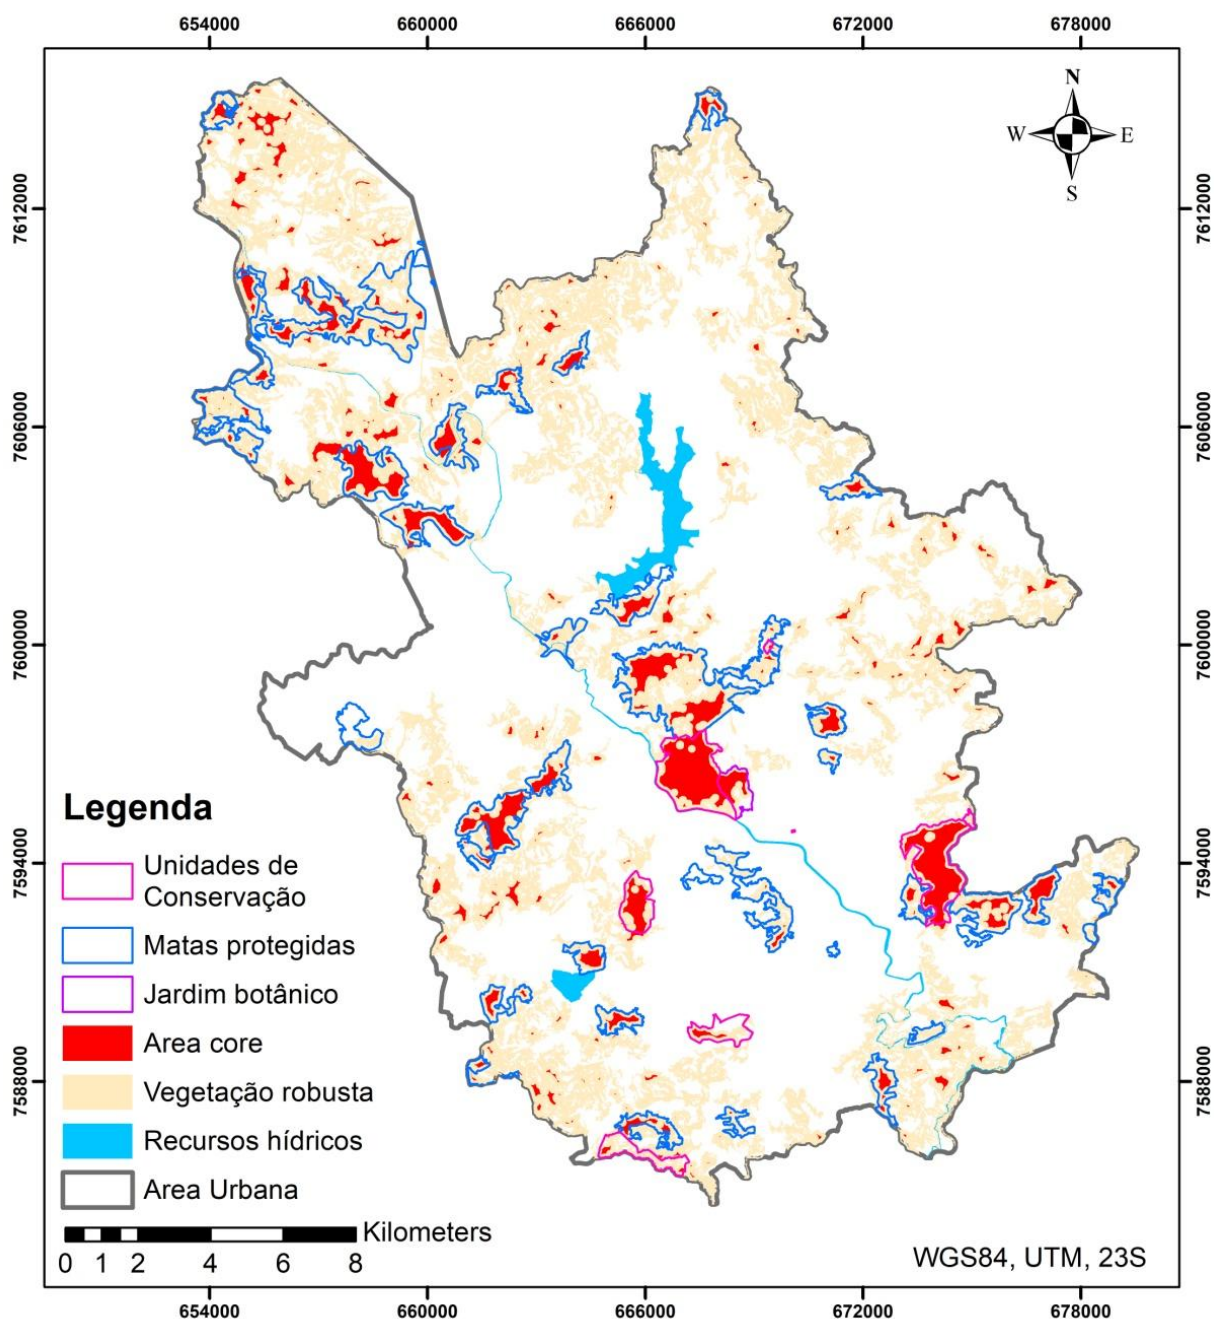 654000 660000 666000 672000 678000
N
W E
S
7612000 7612000
7606000 7606000
7600000 7600000
7594000 7594000
7588000 7588000
Legenda
Unidades de
Conservação
Matas protegidas
Jardim botânico
Area core
Vegetação robusta
Recursos hídricos
Area Urbana
Kilometers
0 1 2 4 6 8
WGS84, UTM, 23S
654000 660000 666000 672000 678000